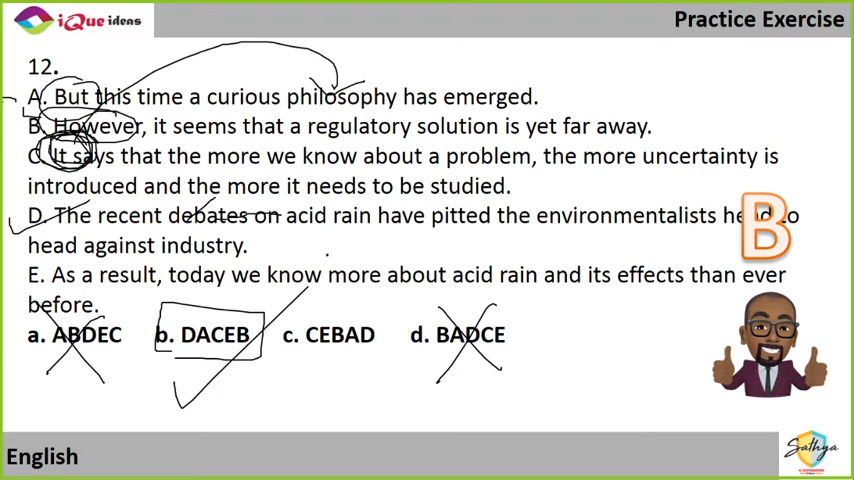 iQue ideas
Practice Exercise
12.
A. But this time a curious philosophy has emerged.
B. However, it seems that a regulatory solution is yet far away.
C. It says that the more we know about a problem, the more uncertainty is
introduced and the more it needs to be studied.
D. The recent debates on acid rain have pitted the environmentalists head to
head against industry.
E. As a result, today we know more about acid rain and its effects than ever
before.
a. ABDEC b. DACEB c. CEBAD d. BADCE
B
English
Sathya